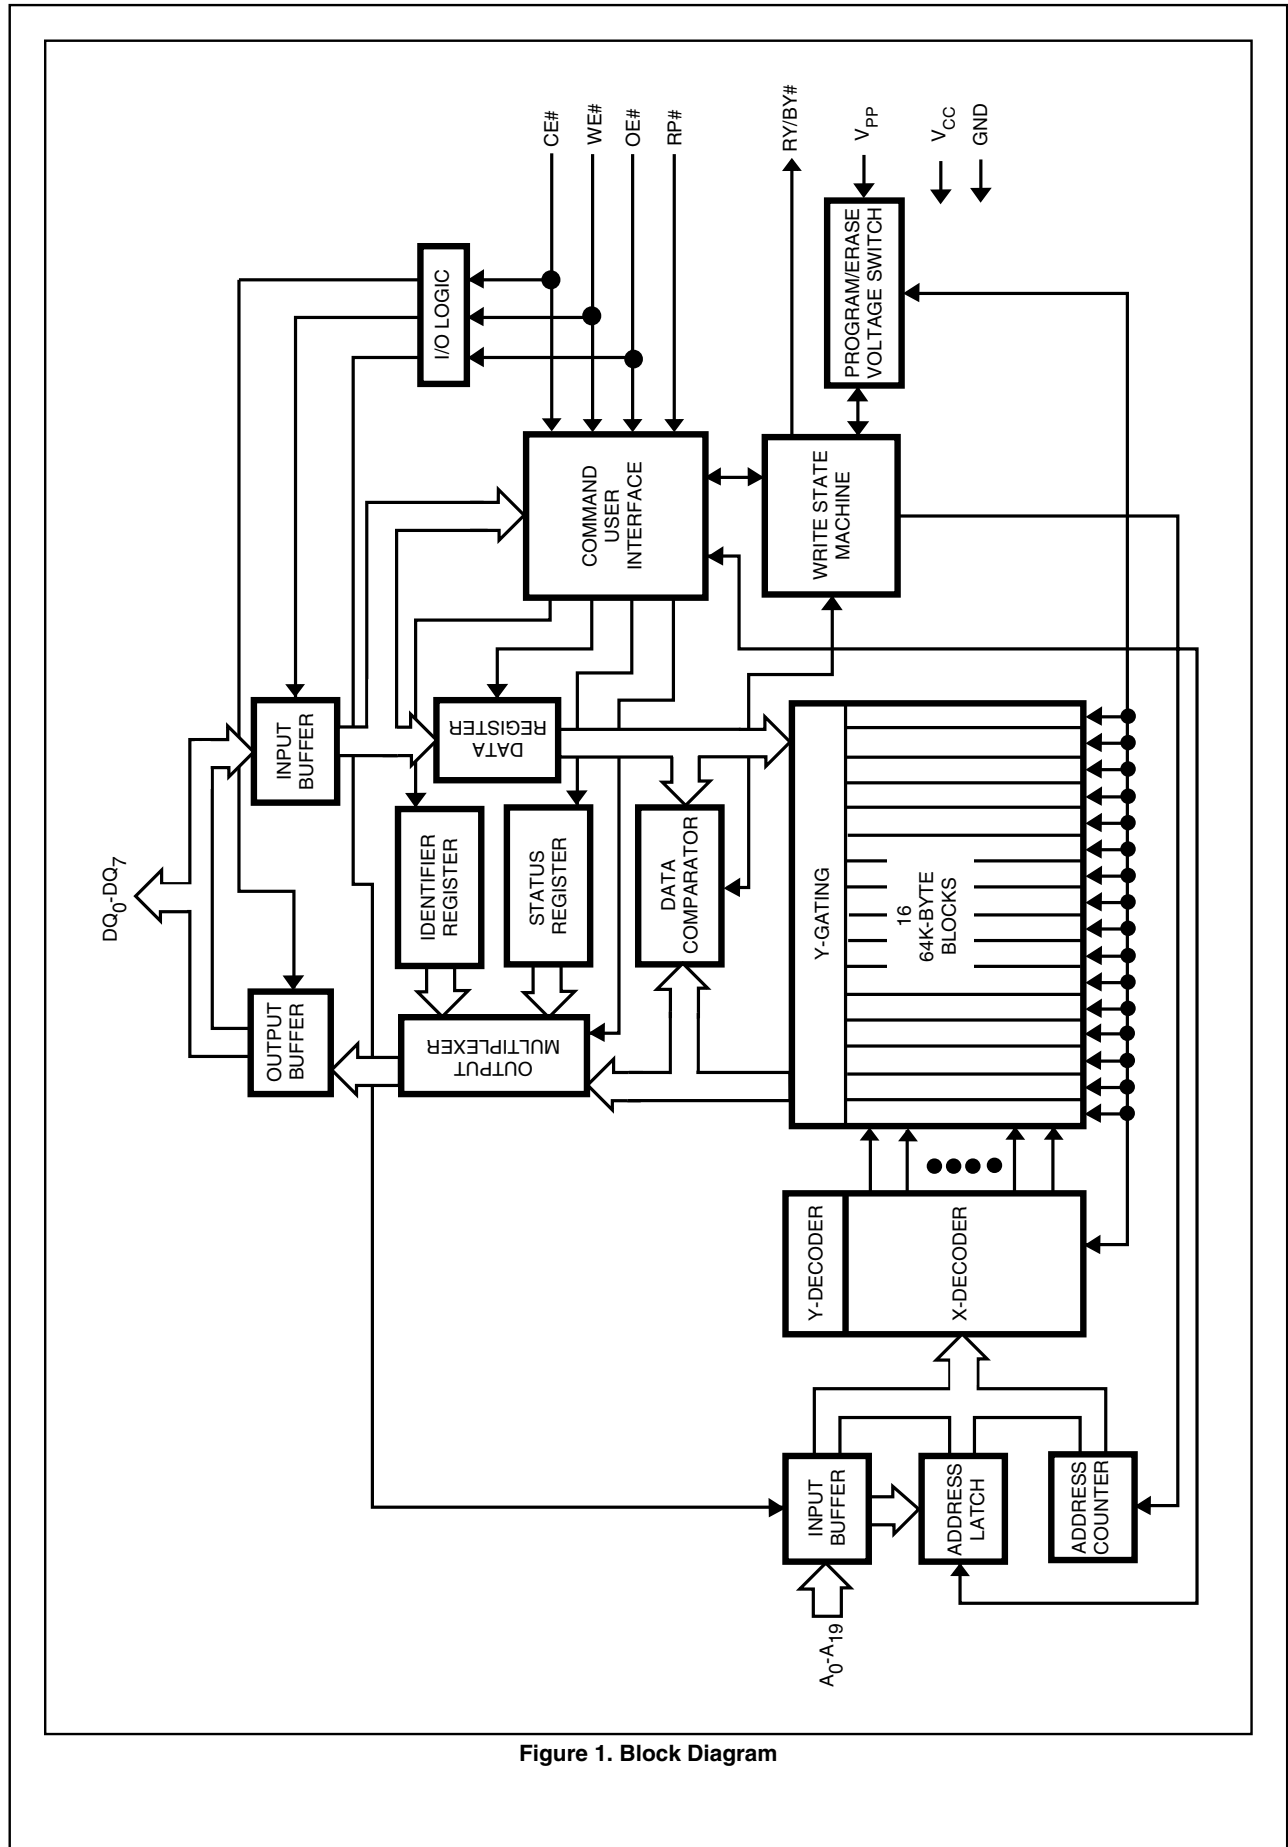 DQ0-DQ7
OUTPUT
BUFFER
INPUT
BUFFER
I/O LOGIC
CE#
WE#
OE#
RP#
IDENTIFIER
REGISTER
STATUS
REGISTER
DATA
REGISTER
OUTPUT
MULTIPLEXER
DATA
COMPARATOR
COMMAND
USER
INTERFACE
WRITE STATE
MACHINE
RY/BY#
PROGRAM/ERASE
VOLTAGE SWITCH
VPP
VCC
GND
A0-A19
INPUT
BUFFER
ADDRESS
LATCH
ADDRESS
COUNTER
Y-DECODER
X-DECODER
Y-GATING
16
64K-BYTE
BLOCKS
Figure 1. Block Diagram